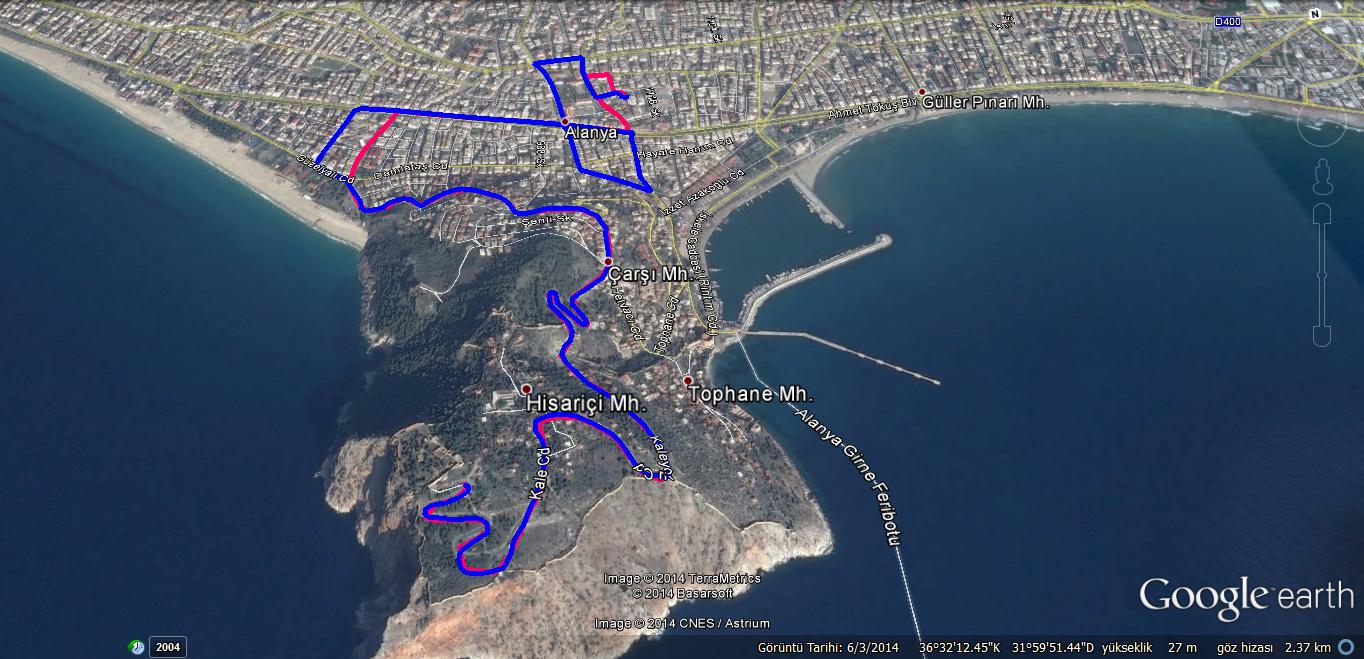 D400
N
Güller Pınarı Mh.
Ahmet Tokuş Blv
Alanya
Hayate Hanım Cd
Güzelyalı Cd
Damlataş Cd
İzzet Azakoğlu Cd
Şenli Sk.
Çarşı Mh.
İskele Caddesi (Rıhtım Cd.)
Helvacı Cd
Tophane Cd
Hisariçi Mh.
Tophane Mh.
Alanya-Girne-Feribotu
Kale Cd
Image © 2014 TerraMetrics
© 2014 Basarsoft
Image © 2014 CNES / Astrium
Google earth
2004
Görüntü Tarihi: 6/3/2014 36°32'12.45"K 31°59'51.44"D yükseklik 27 m göz hizası 2.37 km